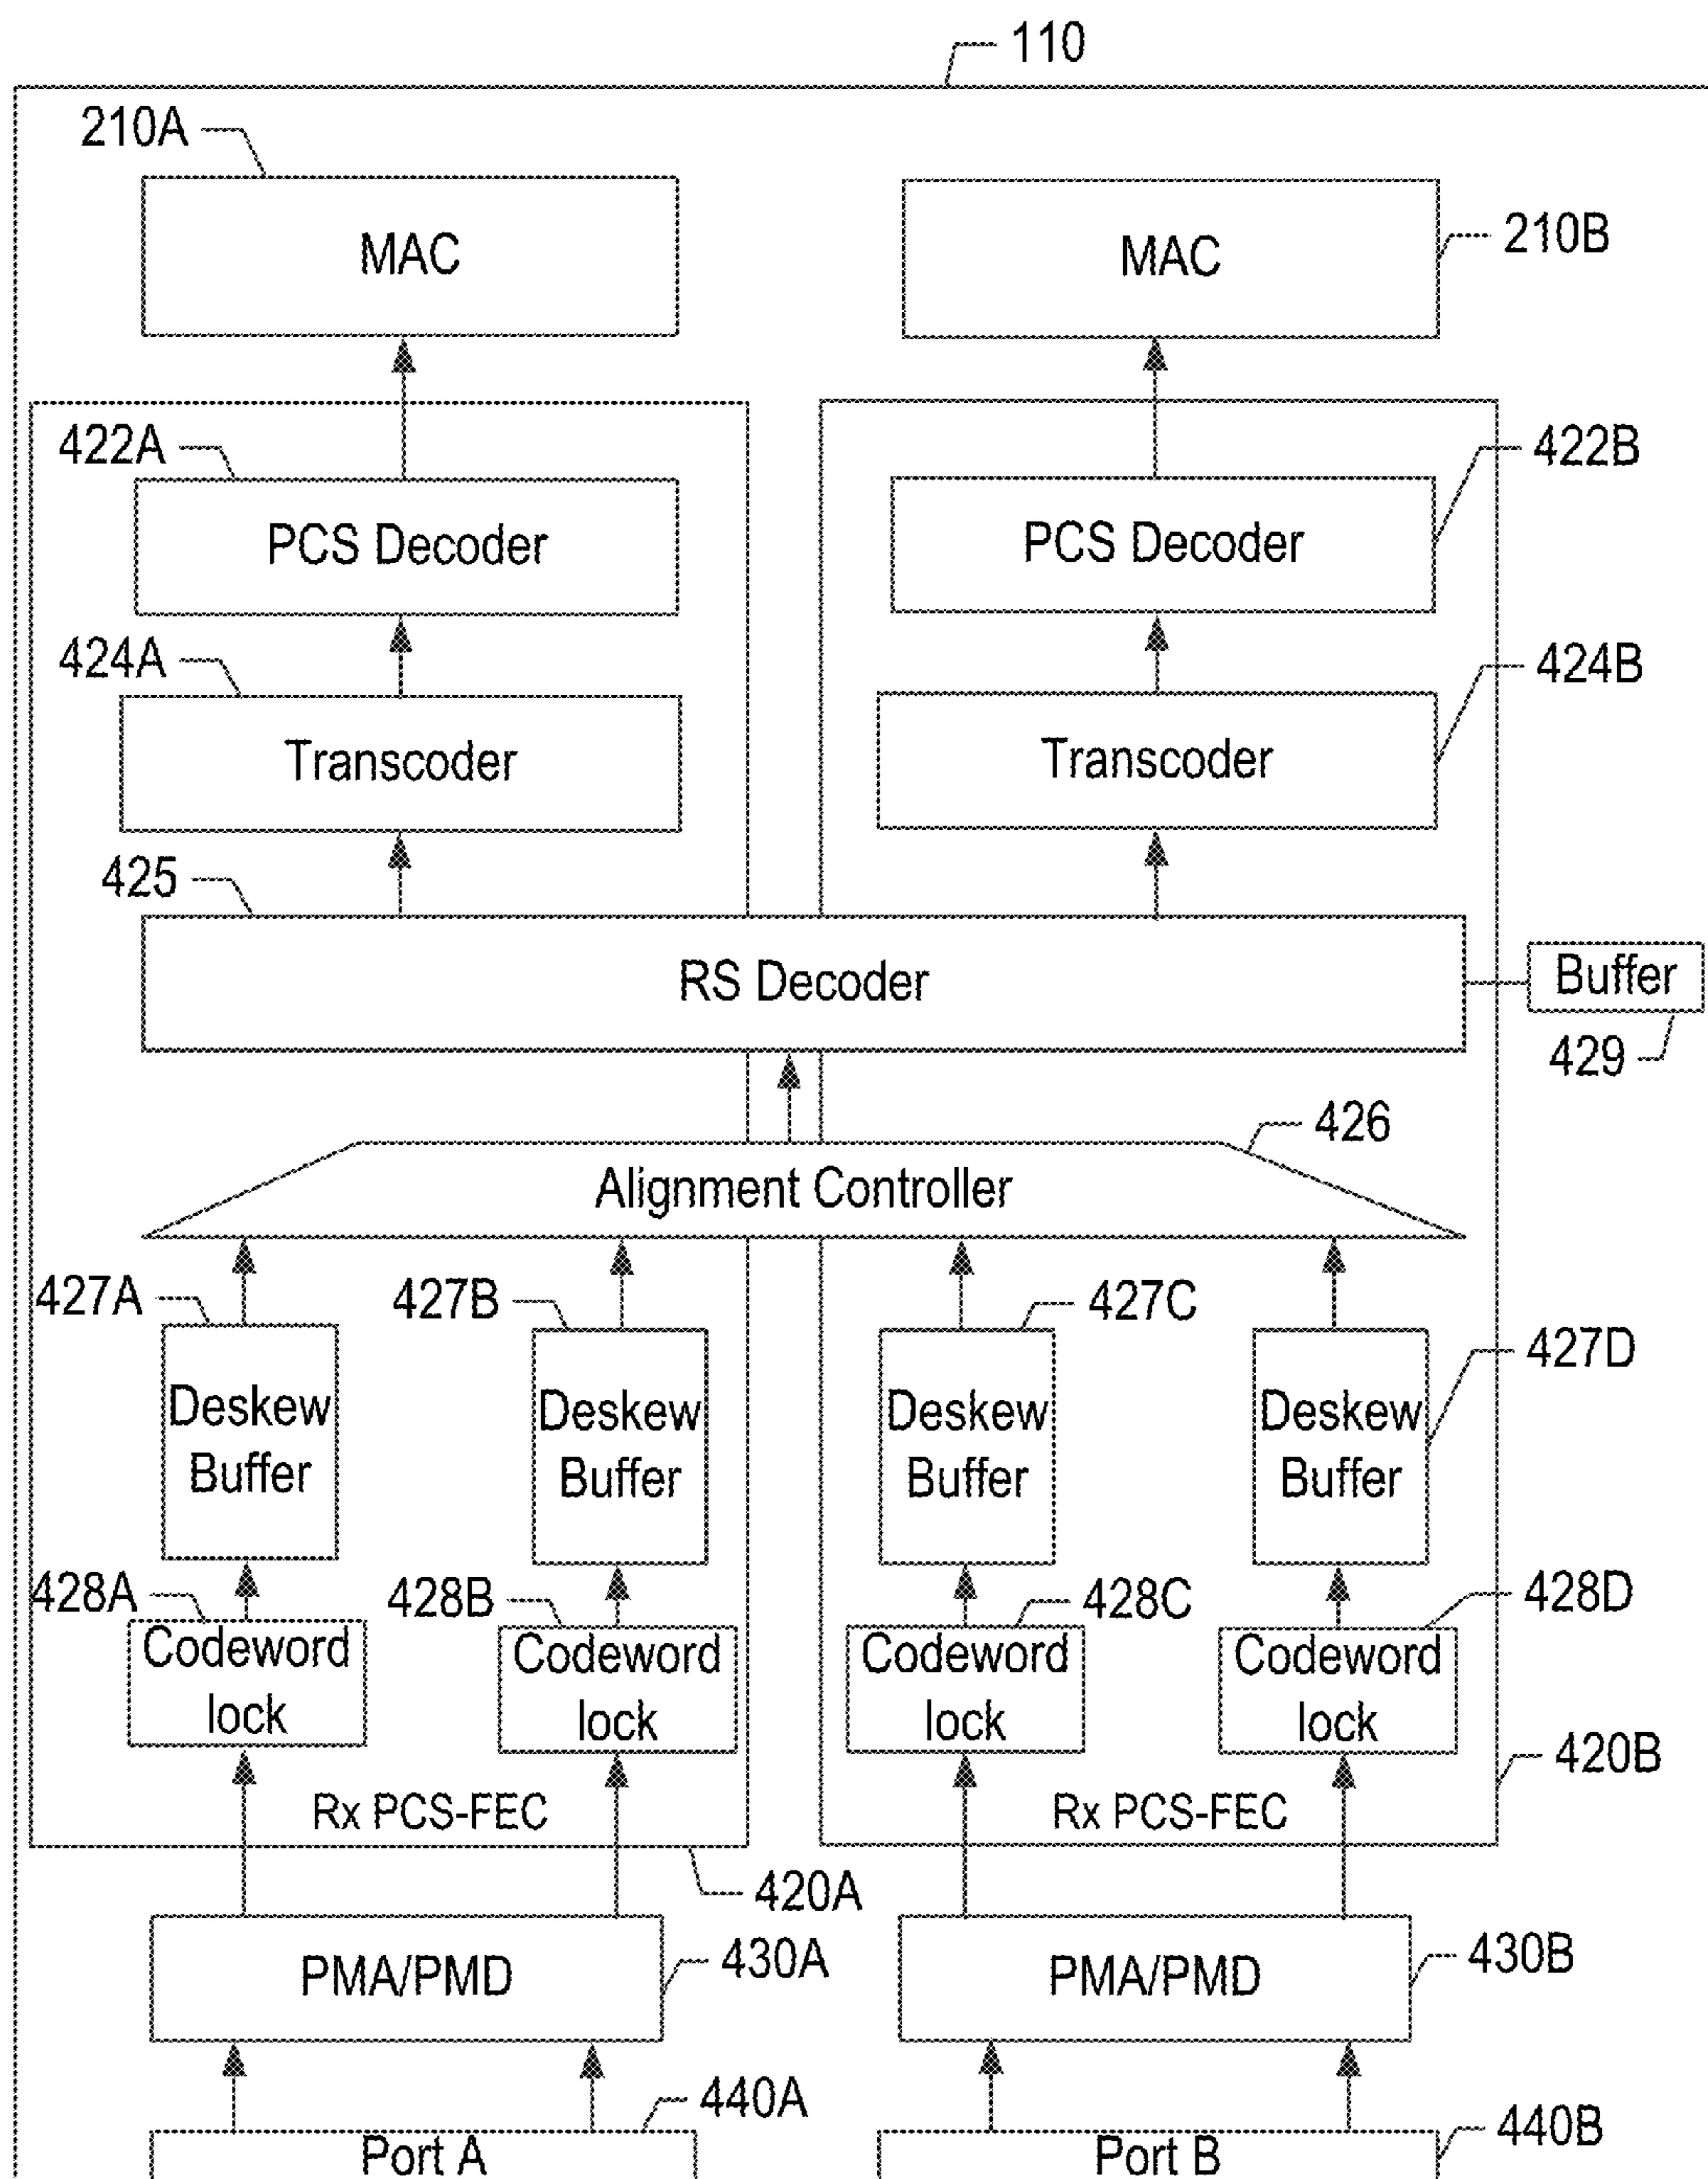 110
210A
MAC
MAC
210B
422A
PCS Decoder
PCS Decoder
422B
424A
Transcoder
Transcoder
424B
425
RS Decoder
Buffer
429
426
Alignment Controller
427A
427B
427C
427D
Deskew
Buffer
Deskew
Buffer
Deskew
Buffer
Deskew
Buffer
428A
428B
428C
428D
Codeword
lock
Codeword
lock
Codeword
lock
Codeword
lock
420B
Rx PCS-FEC
Rx PCS-FEC
420A
PMA/PMD
430A
PMA/PMD
430B
440A
Port A
Port B
440B